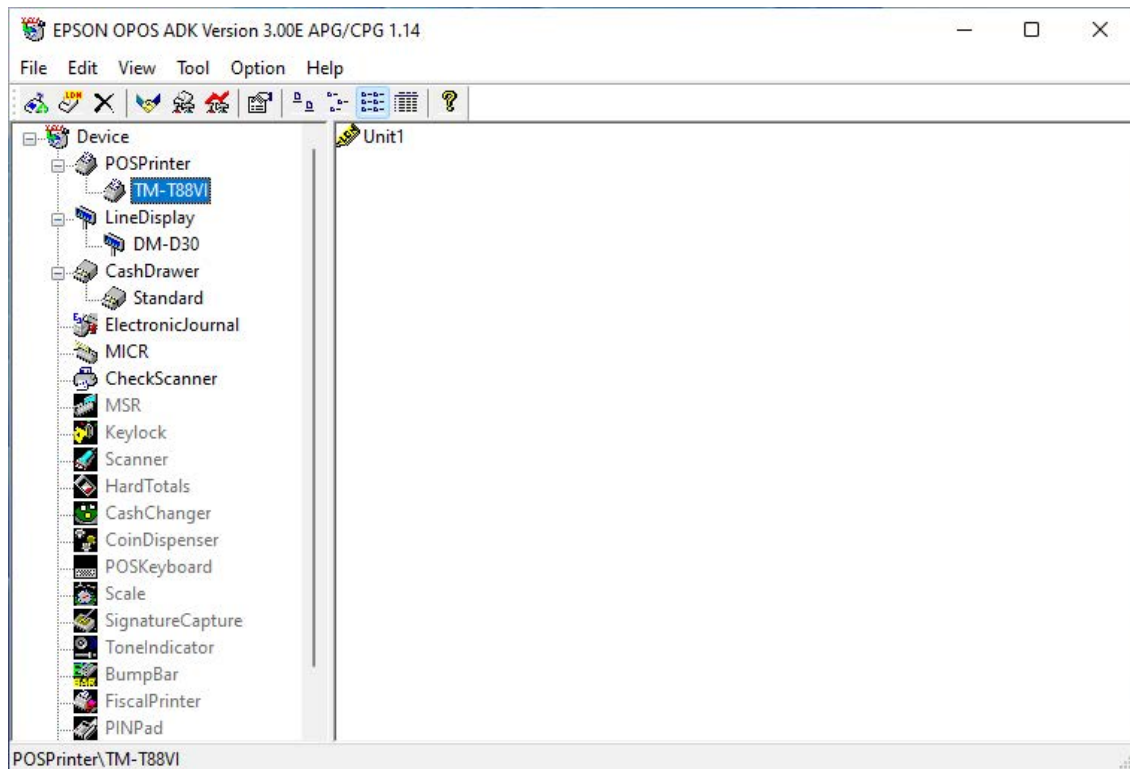 EPSON OPOS ADK Version 3.00E APG/CPG 1.14
File Edit View Tool Option Help
Device
Unit1
POSPrinter
TM-T88VI
LineDisplay
DM-D30
CashDrawer
Standard
ElectronicJournal
MICR
CheckScanner
MSR
Keylock
Scanner
HardTotals
CashChanger
CoinDispenser
POSKeyboard
Scale
SignatureCapture
ToneIndicator
BumpBar
FiscalPrinter
PINPad
POSPrinter\TM-T88VI